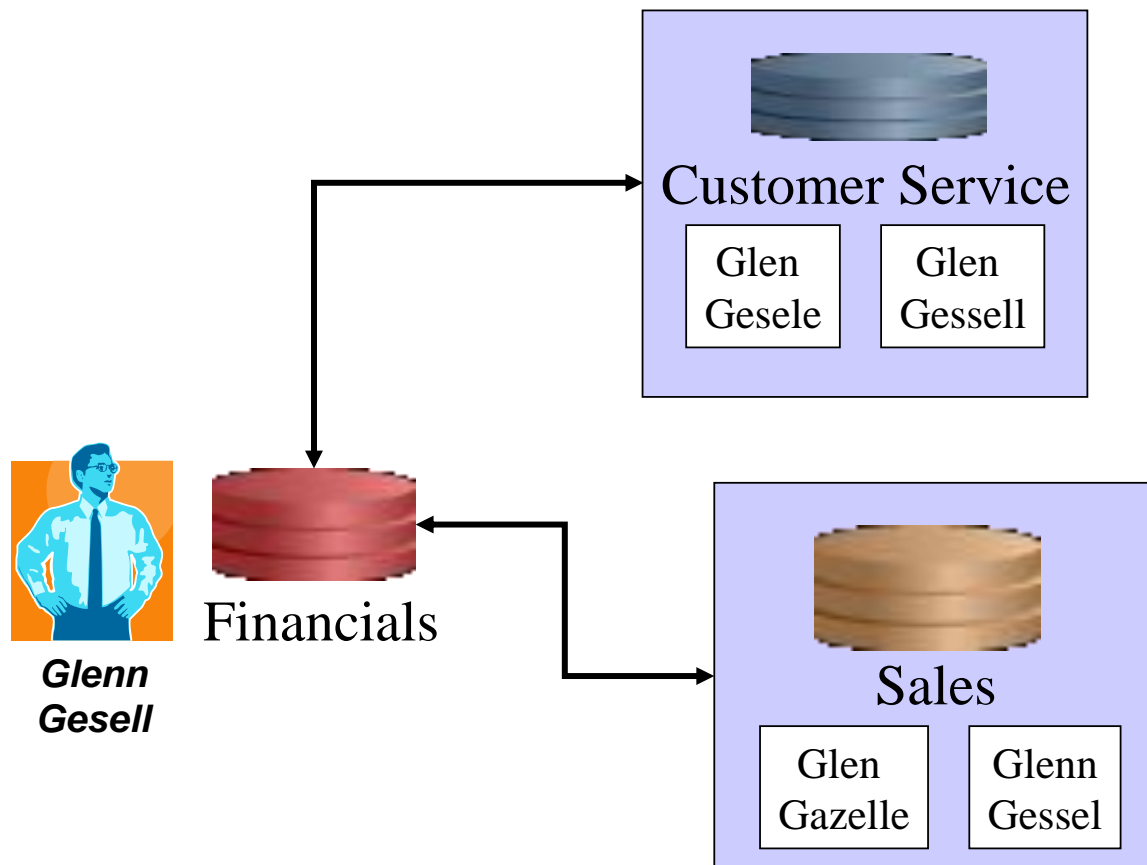 Customer Service
Glen
Gesele
Glen
Gessell
Financials
Glenn
Gesell
Sales
Glen
Gazelle
Glenn
Gessel